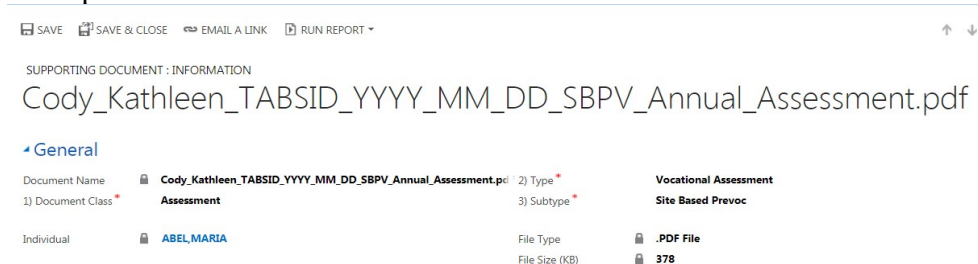 SAVE SAVE & CLOSE EMAIL A LINK RUN REPORT
SUPPORTING DOCUMENT : INFORMATION
Cody_Kathleen_TABSID_YYYY_MM_DD_SBPV_Annual_Assessment.pdf
General
Document Name Cody_Kathleen_TABSID_YYYY_MM_DD_SBPV_Annual_Assessment.pd 2) Type * Vocational Assessment
1) Document Class * Assessment 3) Subtype * Site Based Prevoc
Individual ABEL,MARIA File Type .PDF File
File Size (KB) 378